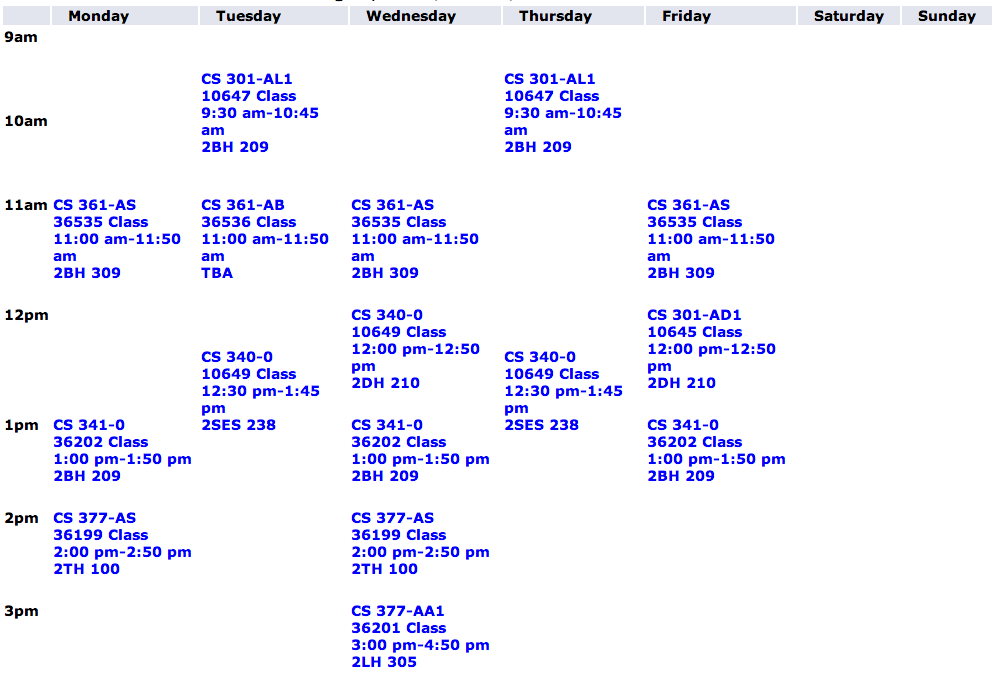 Monday Tuesday Wednesday Thursday Friday Saturday Sunday
9am
CS 301-AL1
10647 Class
9:30 am-10:45
am
2BH 209
CS 301-AL1
10647 Class
9:30 am-10:45
am
2BH 209
10am
11am
CS 361-AS
36535 Class
11:00 am-11:50
am
2BH 309
CS 361-AB
36536 Class
11:00 am-11:50
am
TBA
CS 361-AS
36535 Class
11:00 am-11:50
am
2BH 309
CS 361-AS
36535 Class
11:00 am-11:50
am
2BH 309
12pm
CS 340-0
10649 Class
12:30 pm-1:45
pm
2SES 238
CS 340-0
10649 Class
12:00 pm-12:50
pm
2DH 210
CS 340-0
10649 Class
12:30 pm-1:45
pm
2SES 238
CS 301-AD1
10645 Class
12:00 pm-12:50
pm
2DH 210
1pm
CS 341-0
36202 Class
1:00 pm-1:50 pm
2BH 209
CS 341-0
36202 Class
1:00 pm-1:50 pm
2BH 209
CS 341-0
36202 Class
1:00 pm-1:50 pm
2BH 209
2pm
CS 377-AS
36199 Class
2:00 pm-2:50 pm
2TH 100
CS 377-AS
36199 Class
2:00 pm-2:50 pm
2TH 100
3pm
CS 377-AA1
36201 Class
3:00 pm-4:50 pm
2LH 305